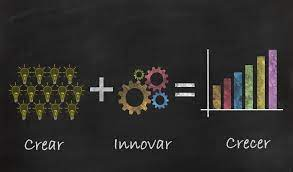 Crear + Innovar = Crecer